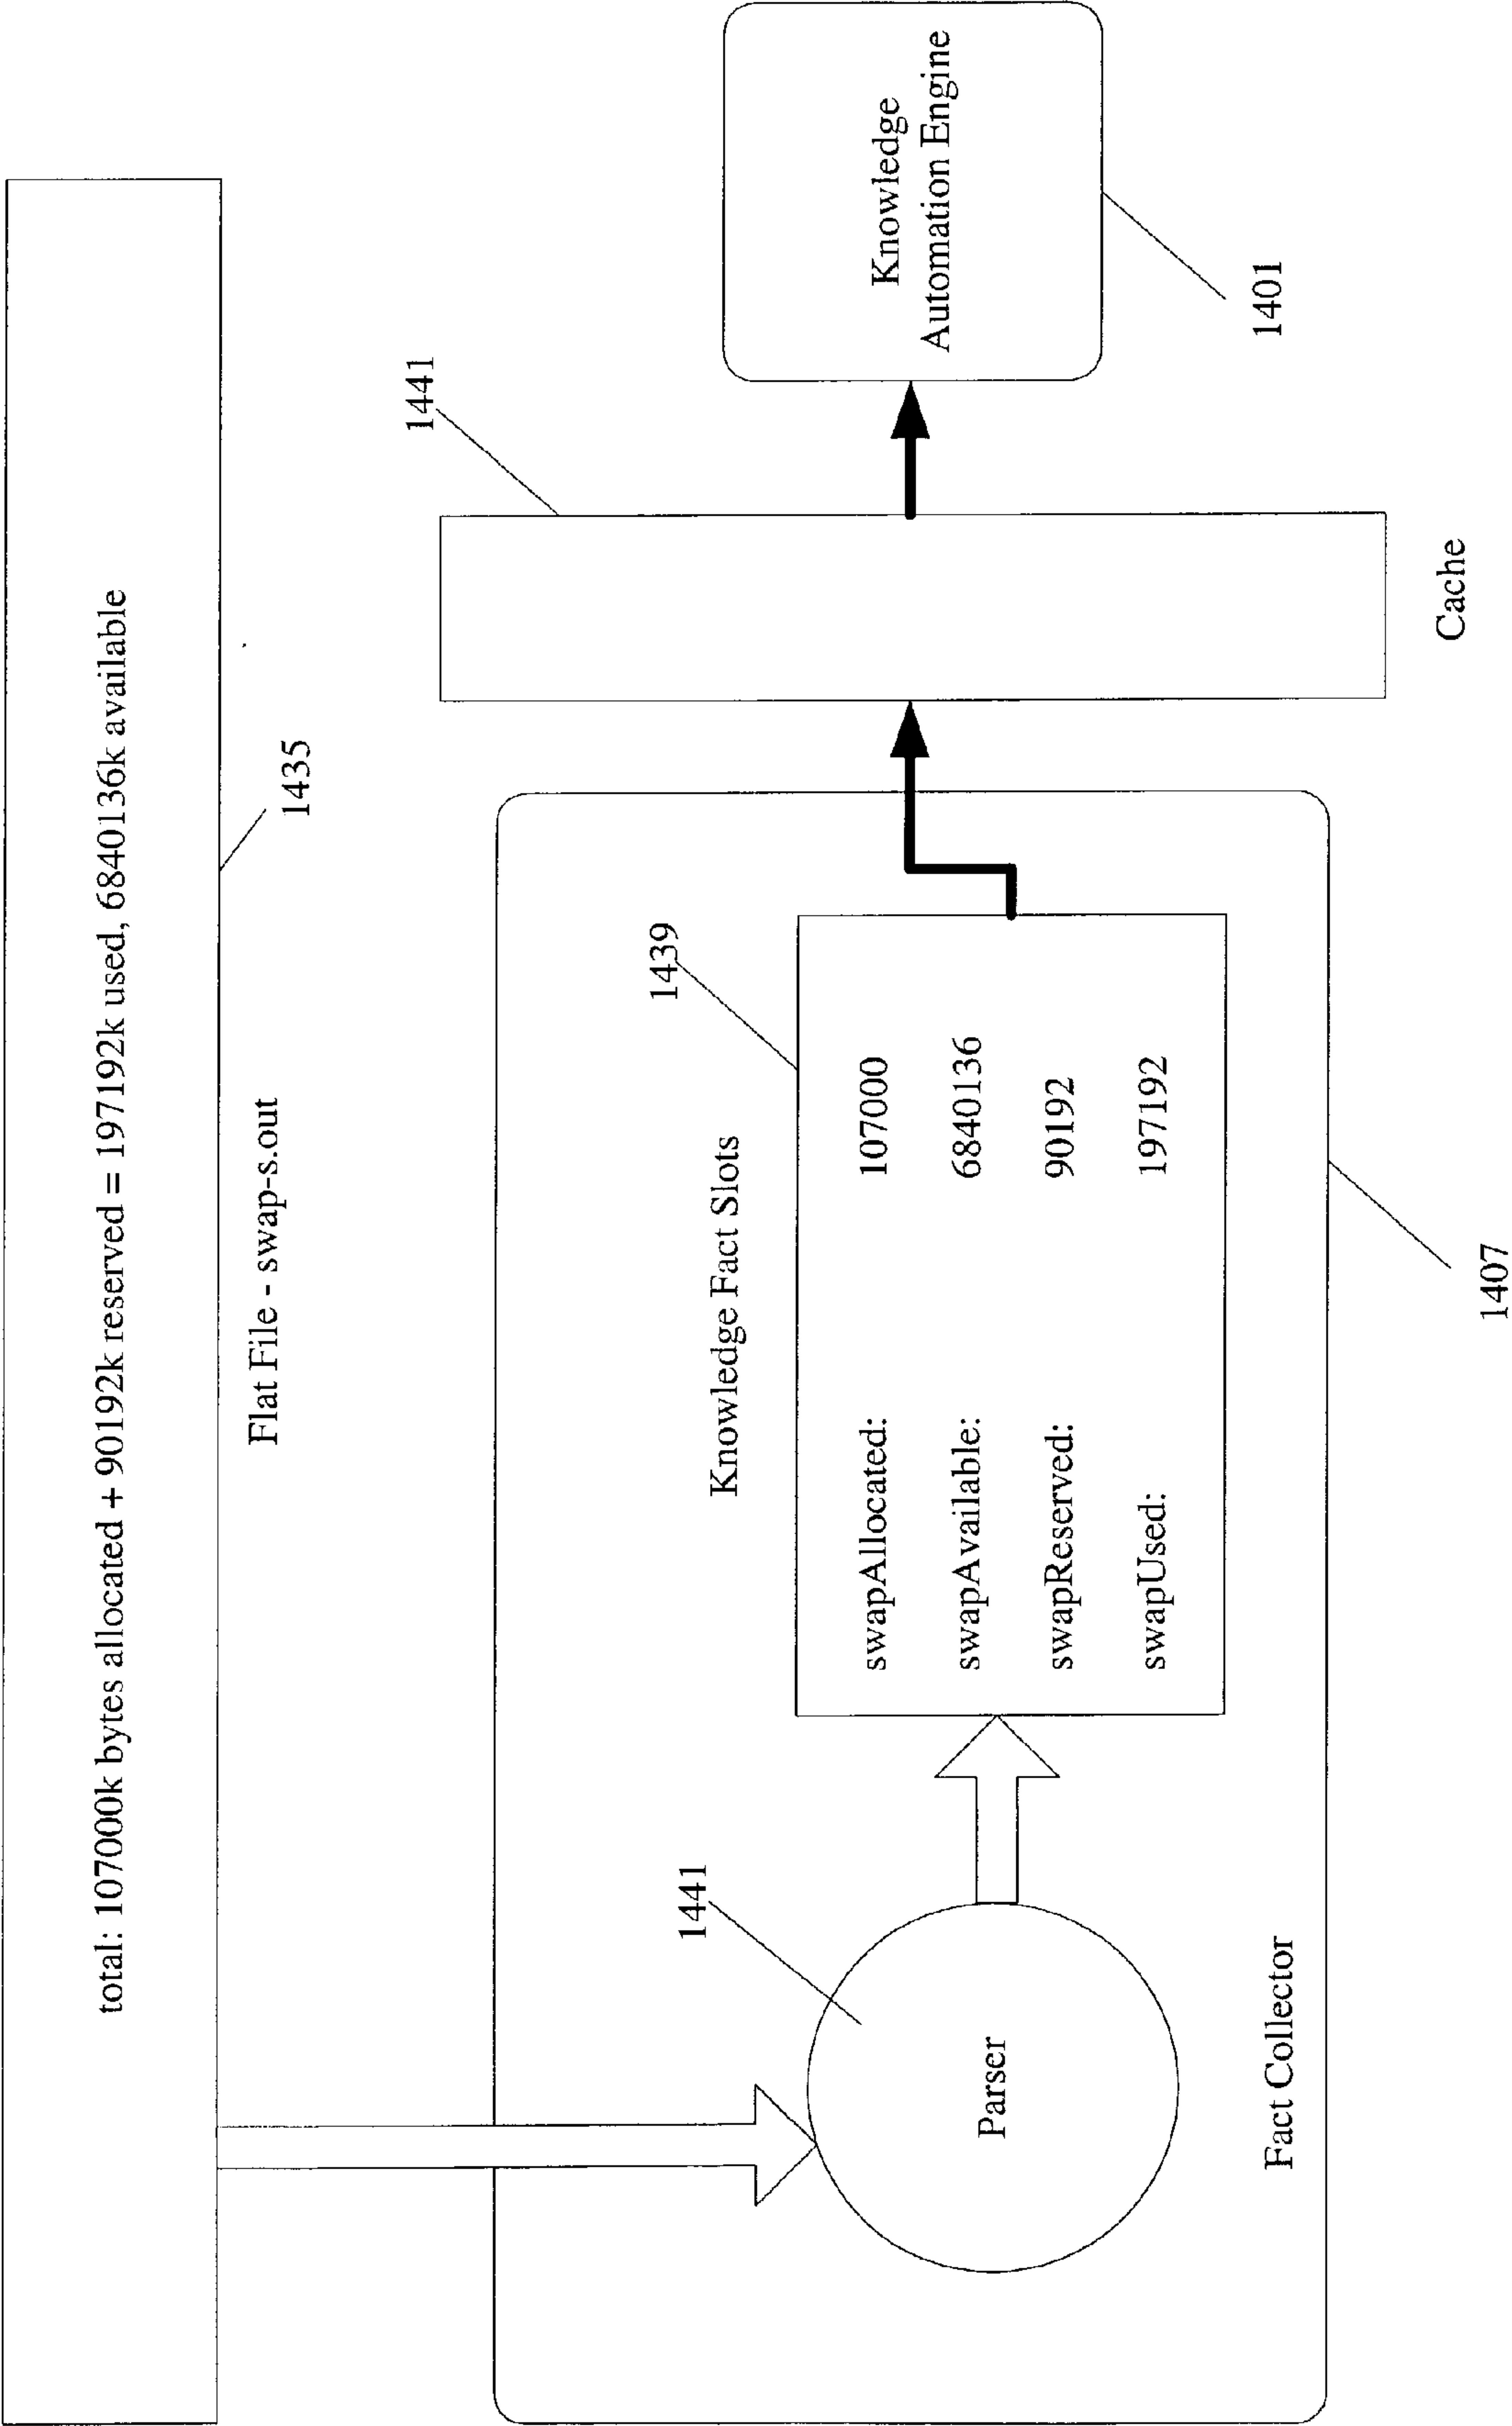 total: 107000k bytes allocated + 90192k reserved = 197192k used, 6840136k available
1435
Flat File - swap-s.out
1441
Knowledge
Automation Engine
1401
Cache
1439
Knowledge Fact Slots
swapAllocated: 107000
swapAvailable: 6840136
swapReserved: 90192
swapUsed: 197192
1441
Parser
Fact Collector
1407